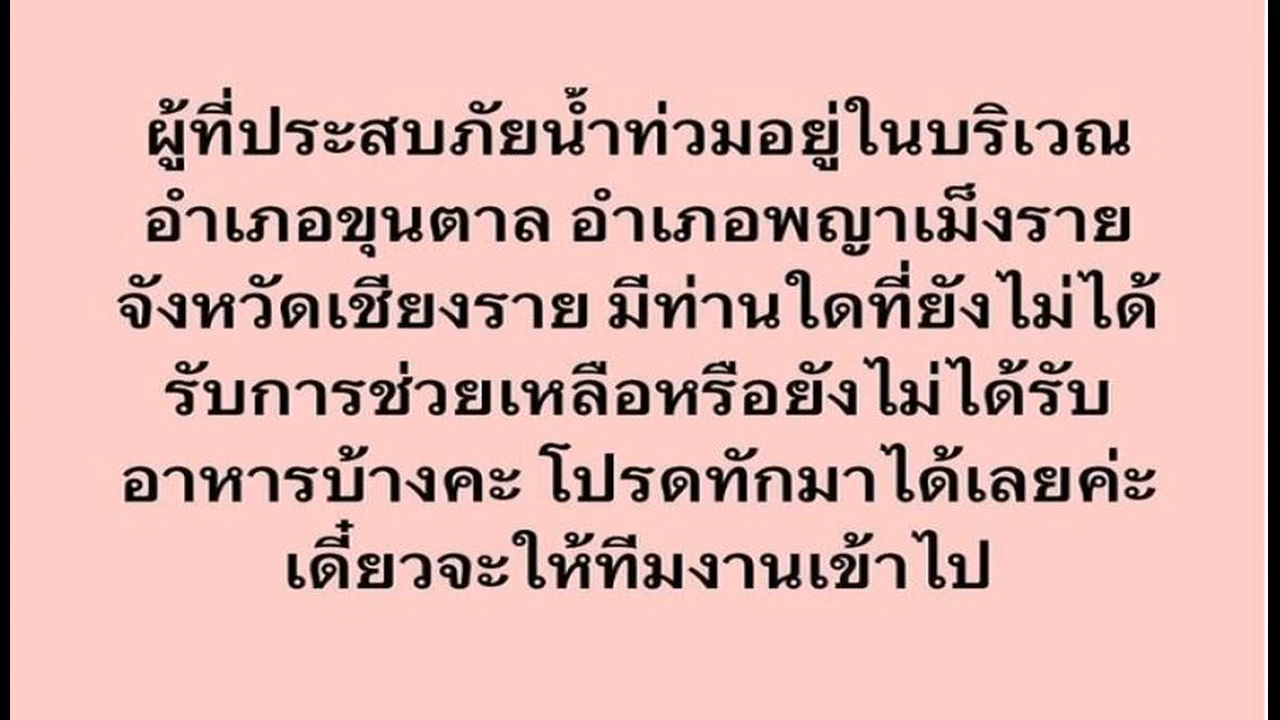 ผู้ที่ประสบภัยน้ำท่วมอยู่ในบริเวณ
อำเภอขุนตาล อำเภอพญาเม็งราย
จังหวัดเชียงราย มีท่านใดที่ยังไม่ได้
รับการช่วยเหลือหรือยังไม่ได้รับ
อาหารบ้างคะ โปรดทักมาได้เลยค่ะ
เดี๋ยวจะให้ทีมงานเข้าไป